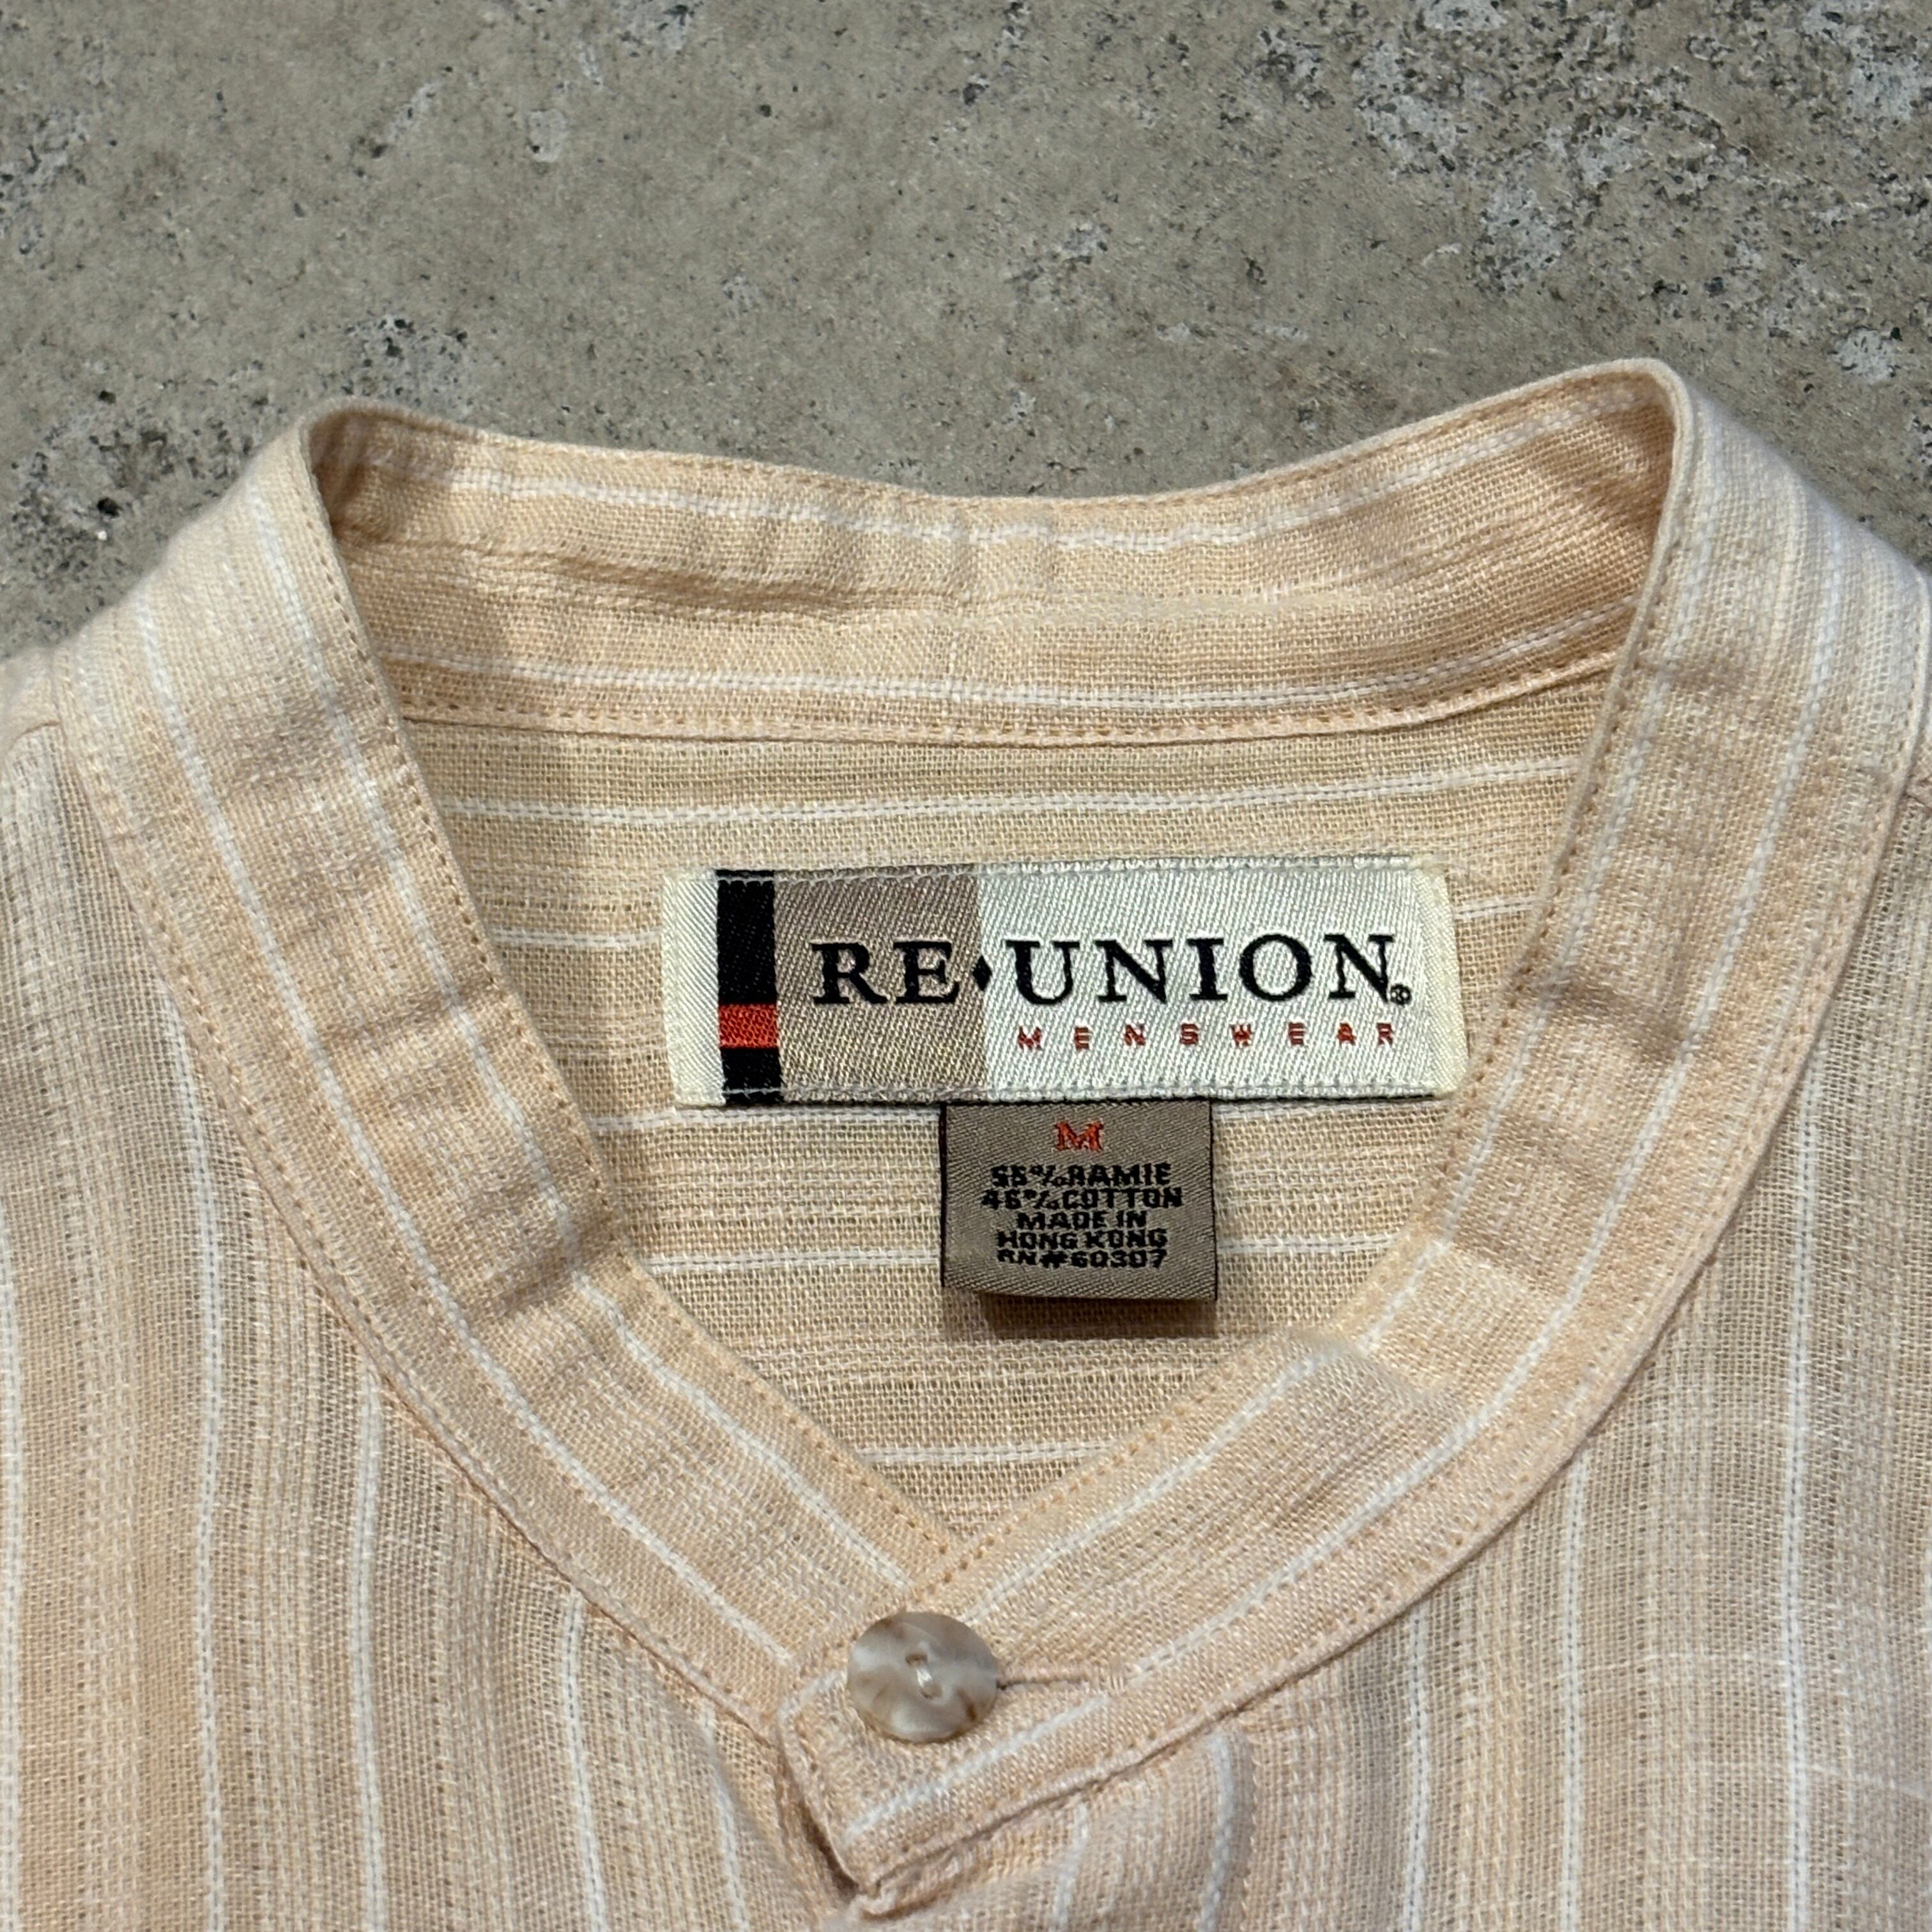 RE♦UNION®
MENSWEAR
M
55%RAMIE
45%COTTON
MADE IN
HONG KONG
RN#60307